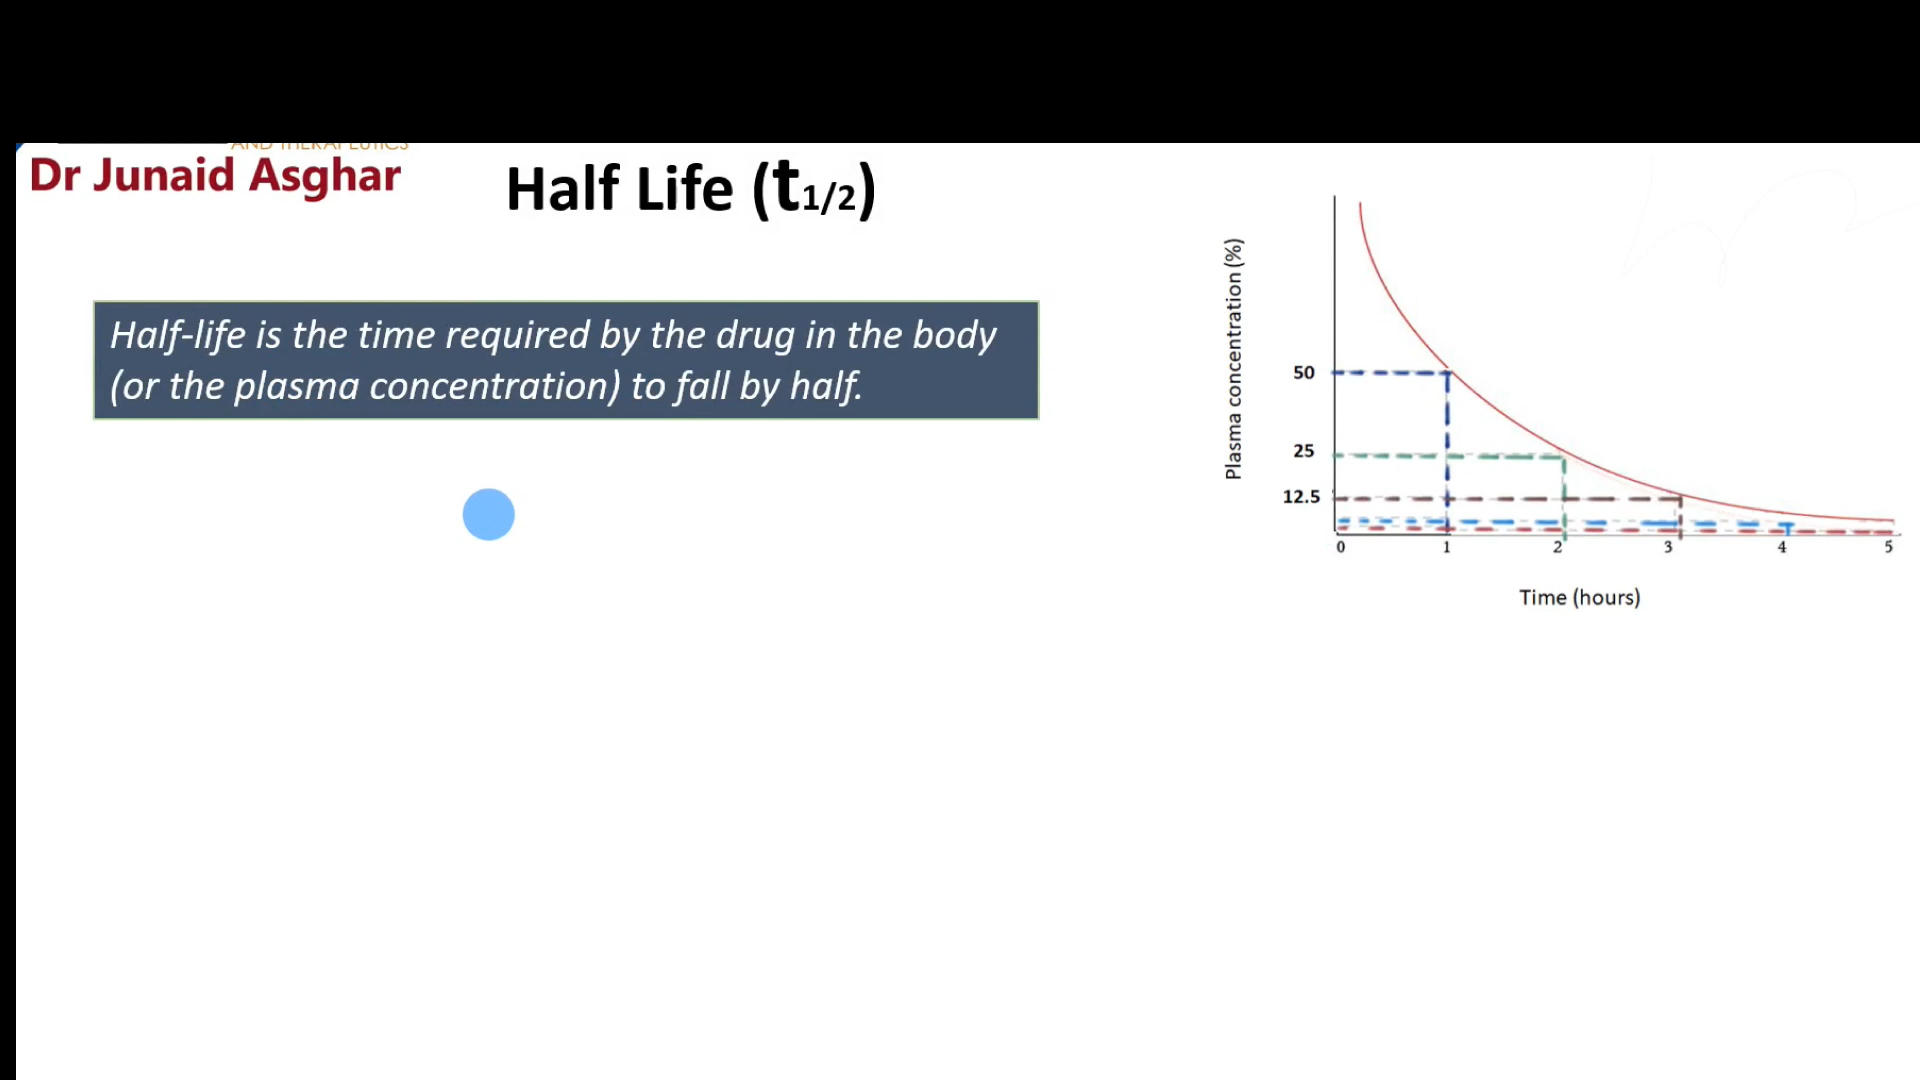 AND THERAPEUTICS
Dr Junaid Asghar
Half Life (t1/2)
Half-life is the time required by the drug in the body
(or the plasma concentration) to fall by half.
Plasma concentration (%)
50
25
12.5
0 1 2 3 4 5
Time (hours)